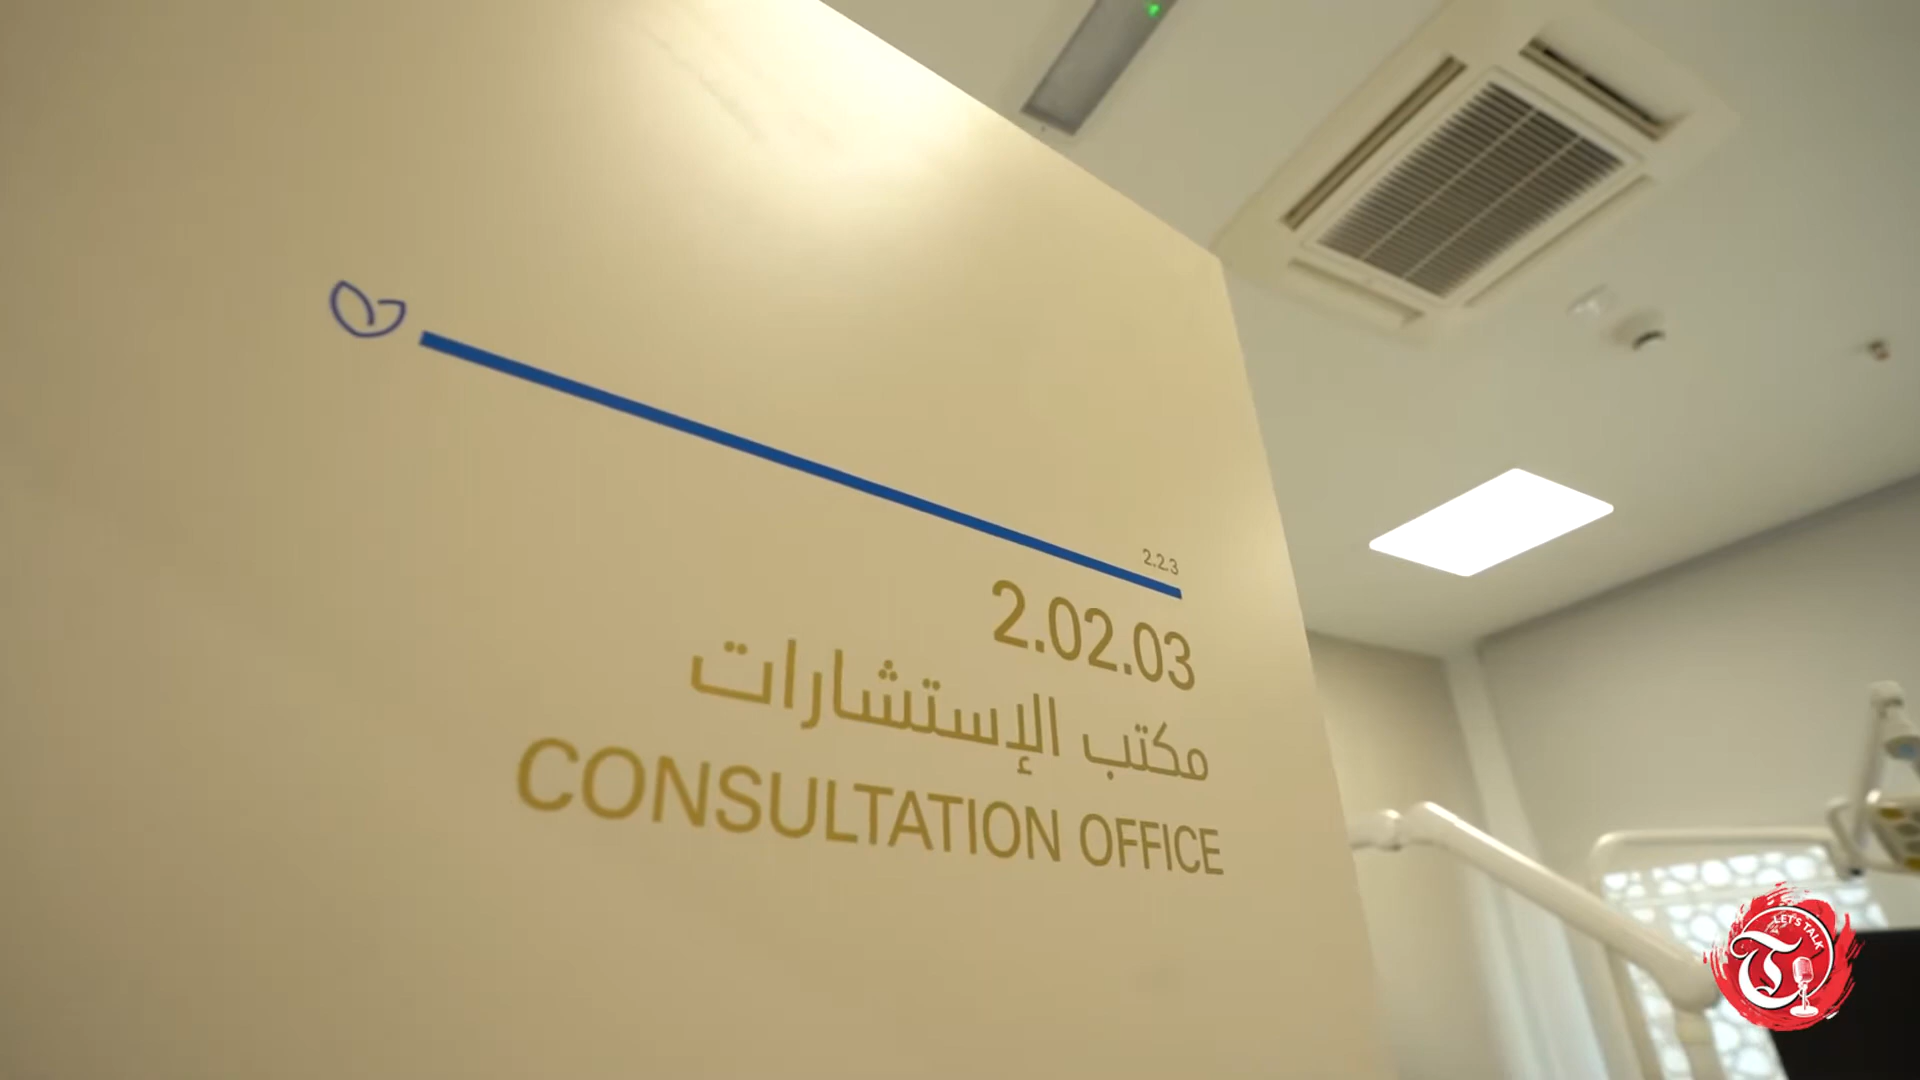 2.2.3
2.02.03
مكتب الإستشارات
CONSULTATION OFFICE
LET'S TALK
T